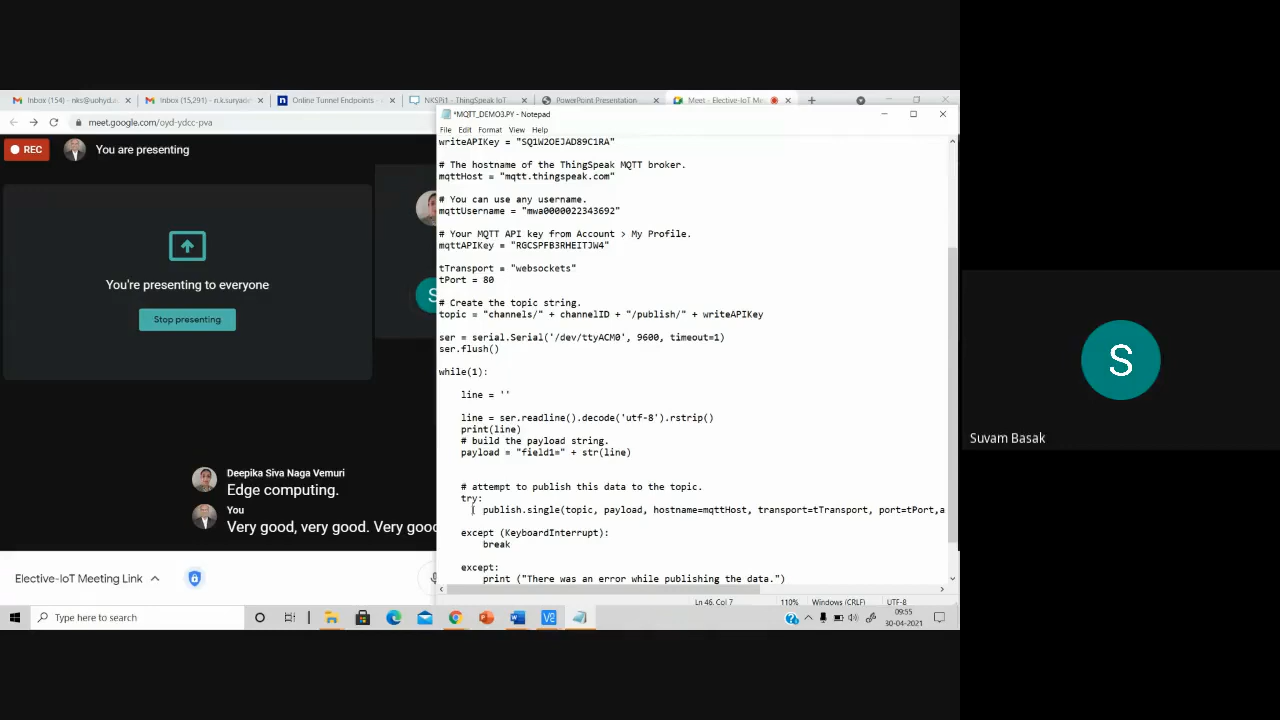 Inbox (154) - nks@uohyd.a
Inbox (15,291) - n.k.suryade
Online Tunnel Endpoints -
NKSPi1 - ThingSpeak IoT
PowerPoint Presentation
Meet - Elective-IoT Me
meet.google.com/oyd-ydcc-pva
REC
You are presenting
You're presenting to everyone
Stop presenting
Deepika Siva Naga Vemuri
Edge computing.
You
Very good, very good. Very good
Elective-IoT Meeting Link
*MQTT_DEMO3.PY - Notepad
File Edit Format View Help
writeAPIKey = "SQ1W2OEJAD89C1RA"
# The hostname of the ThingSpeak MQTT broker.
mqttHost = "mqtt.thingspeak.com"
# You can use any username.
mqttUsername = "mwa0000022343692"
# Your MQTT API key from Account > My Profile.
mqttAPIKey = "RGCSPFB3RHEITJW4"
tTransport = "websockets"
tPort = 80
# Create the topic string.
topic = "channels/" + channelID + "/publish/" + writeAPIKey
ser = serial.Serial('/dev/ttyACM0', 9600, timeout=1)
ser.flush()
while(1):
line = ''
line = ser.readline().decode('utf-8').rstrip()
print(line)
# build the payload string.
payload = "field1=" + str(line)
# attempt to publish this data to the topic.
try:
publish.single(topic, payload, hostname=mqttHost, transport=tTransport, port=tPort,a
except (KeyboardInterrupt):
break
except:
print ("There was an error while publishing the data.")
Ln 46, Col 7
110%
Windows (CRLF)
UTF-8
Type here to search
09:55
30-04-2021
S
S
Suvam Basak